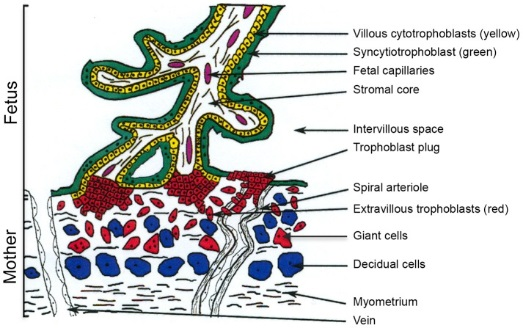 Fetus
Mother
Villous cytotrophoblasts (yellow)
Syncytiotrophoblast (green)
Fetal capillaries
Stromal core
Intervillous space
Trophoblast plug
Spiral arteriole
Extravillous trophoblasts (red)
Giant cells
Decidual cells
Myometrium
Vein